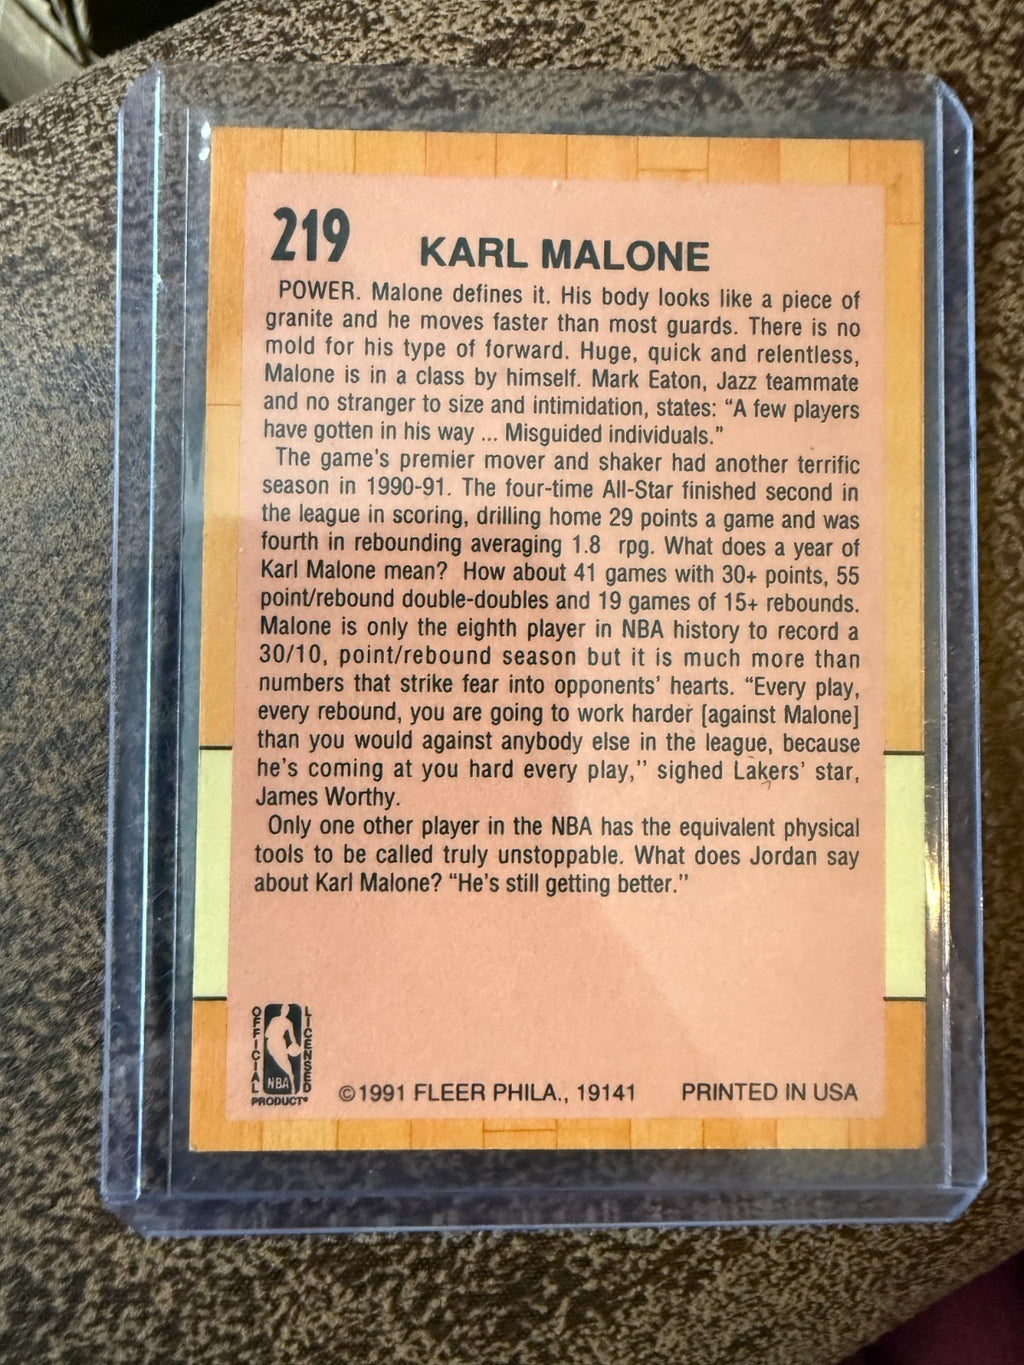 219
KARL MALONE
POWER. Malone defines it. His body looks like a piece of
granite and he moves faster than most guards. There is no
mold for his type of forward. Huge, quick and relentless,
Malone is in a class by himself. Mark Eaton, Jazz teammate
and no stranger to size and intimidation, states: “A few players
have gotten in his way ... Misguided individuals.”
The game's premier mover and shaker had another terrific
season in 1990-91. The four-time All-Star finished second in
the league in scoring, drilling home 29 points a game and was
fourth in rebounding averaging 1.8 rpg. What does a year of
Karl Malone mean? How about 41 games with 30+ points, 55
point/rebound double-doubles and 19 games of 15+ rebounds.
Malone is only the eighth player in NBA history to record a
30/10, point/rebound season but it is much more than
numbers that strike fear into opponents' hearts. “Every play,
every rebound, you are going to work harder [against Malone]
than you would against anybody else in the league, because
he's coming at you hard every play,” sighed Lakers' star,
James Worthy.
Only one other player in the NBA has the equivalent physical
tools to be called truly unstoppable. What does Jordan say
about Karl Malone? “He's still getting better.”
OFFICIAL
LICENSED
NBA
PRODUCT®
©1991 FLEER PHILA., 19141 PRINTED IN USA